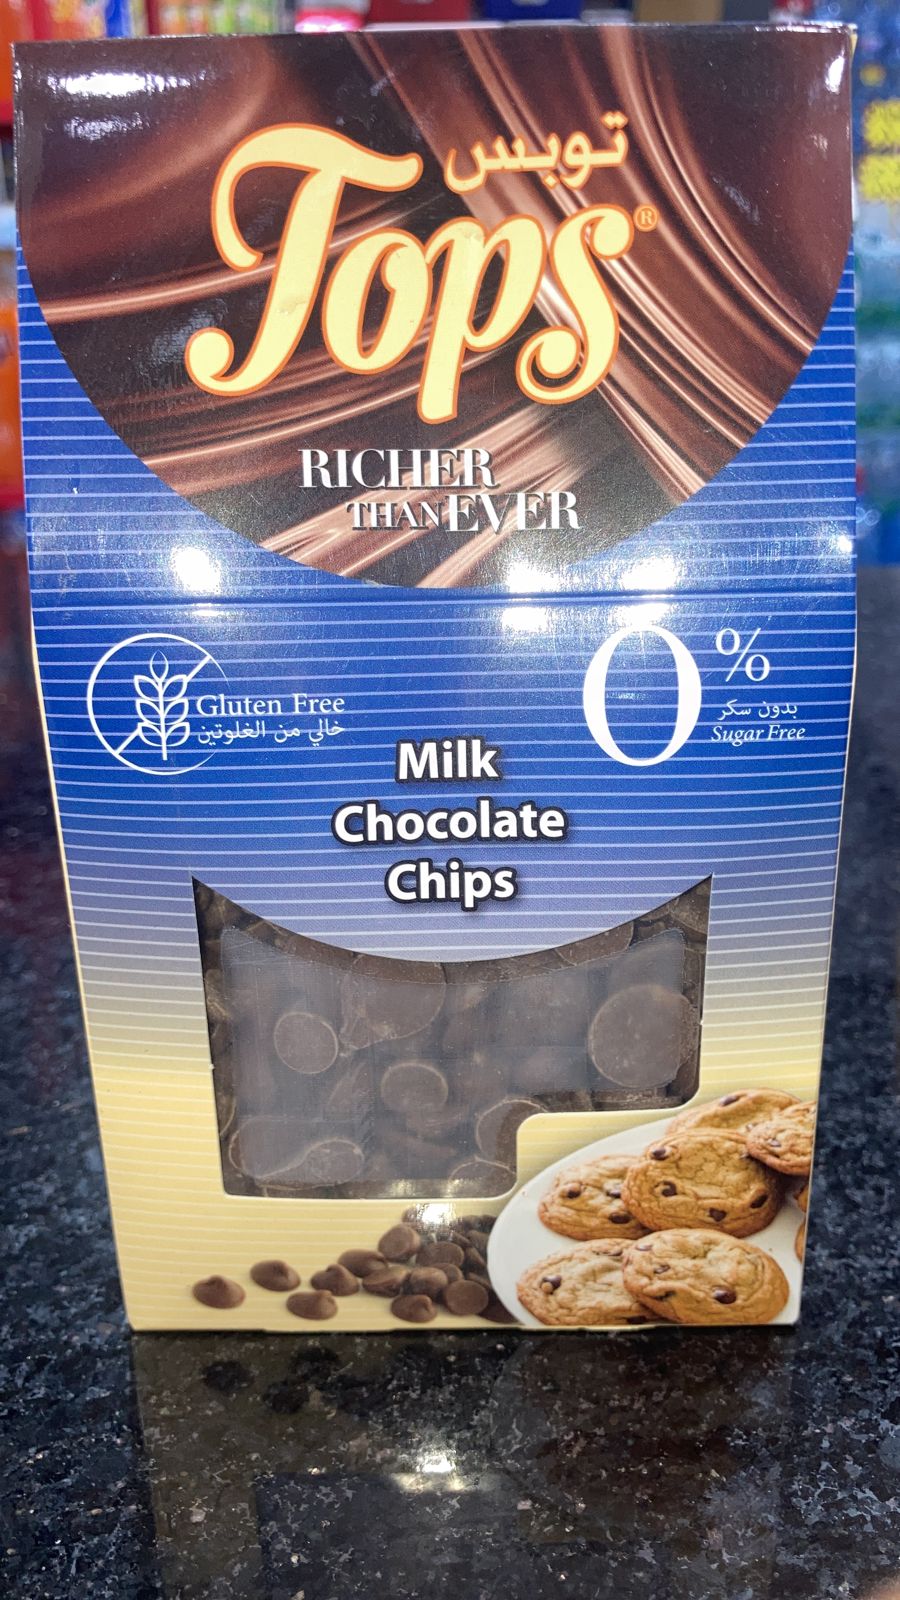 توبس
Tops®
RICHER
THAN EVER
Gluten Free
خالي من الغلوتين
0%
بدون سكر
Sugar Free
Milk
Chocolate
Chips